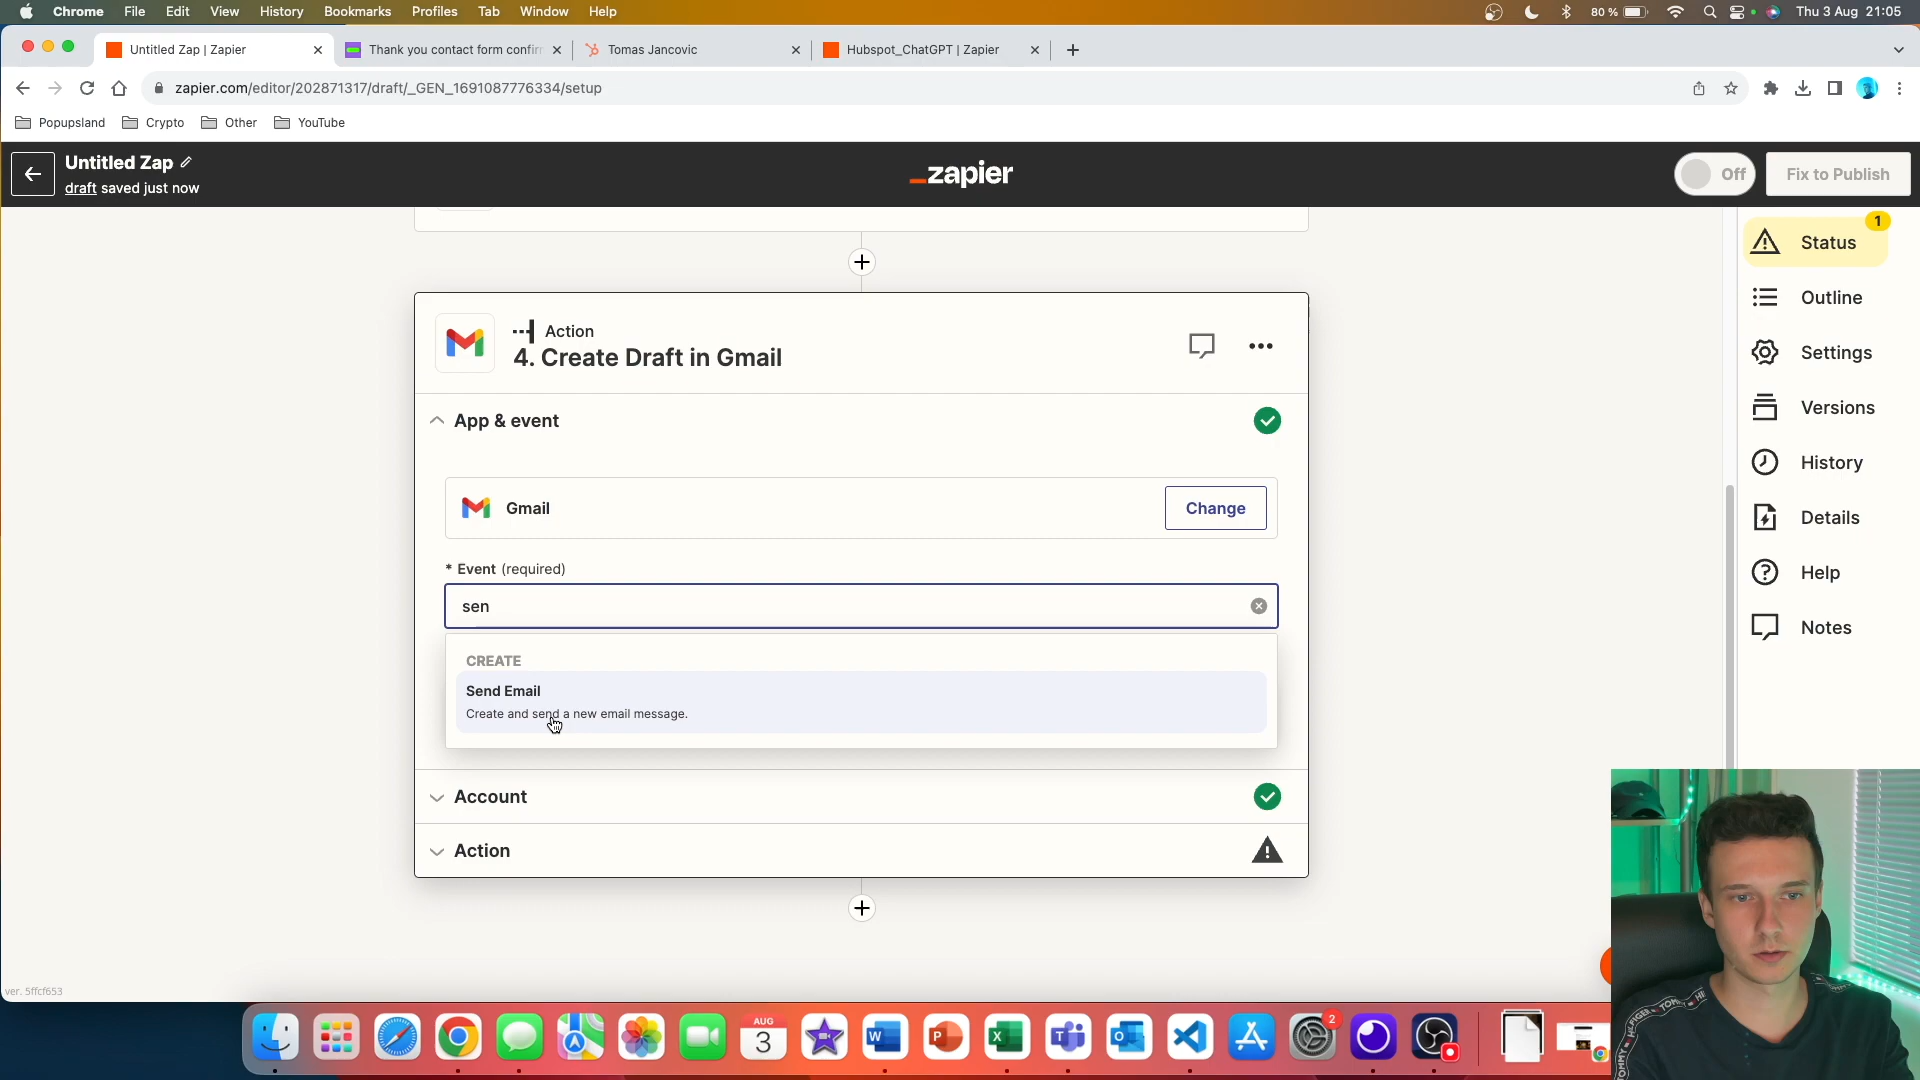 Chrome File Edit View History Bookmarks Profiles Tab Window Help 80 % Thu 3 Aug 21:05
Untitled Zap | Zapier Thank you contact form confir Tomas Jancovic Hubspot_ChatGPT | Zapier
zapier.com/editor/202871317/draft/_GEN_1691087776334/setup
Popupsland Crypto Other YouTube
Untitled Zap
draft saved just now
_zapier
Off
Fix to Publish
1
Status
Outline
Settings
Versions
History
Details
Help
Notes
Action
4. Create Draft in Gmail
App & event
Gmail
Change
* Event (required)
sen
CREATE
Send Email
Create and send a new email message.
Account
Action
ver. 5ffcf653
AUG
3
2